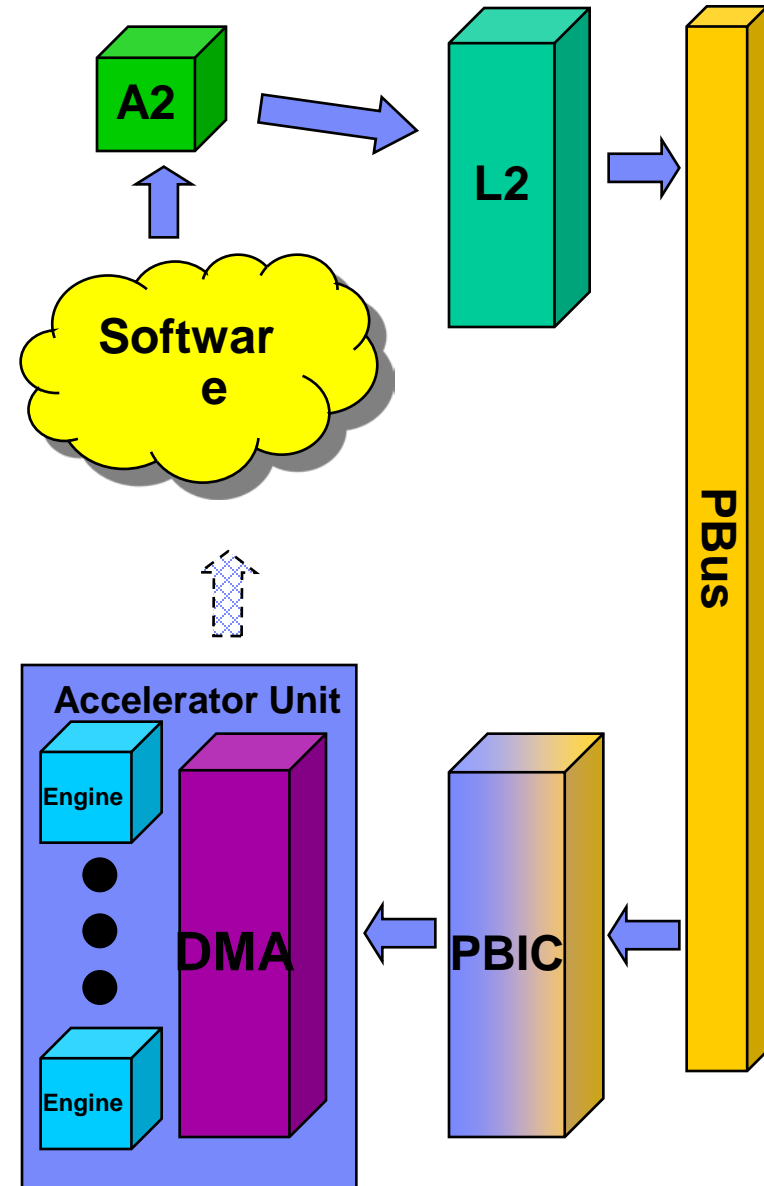 A2
L2
Softwar
e
PBus
Accelerator Unit
Engine
DMA
PBIC
Engine